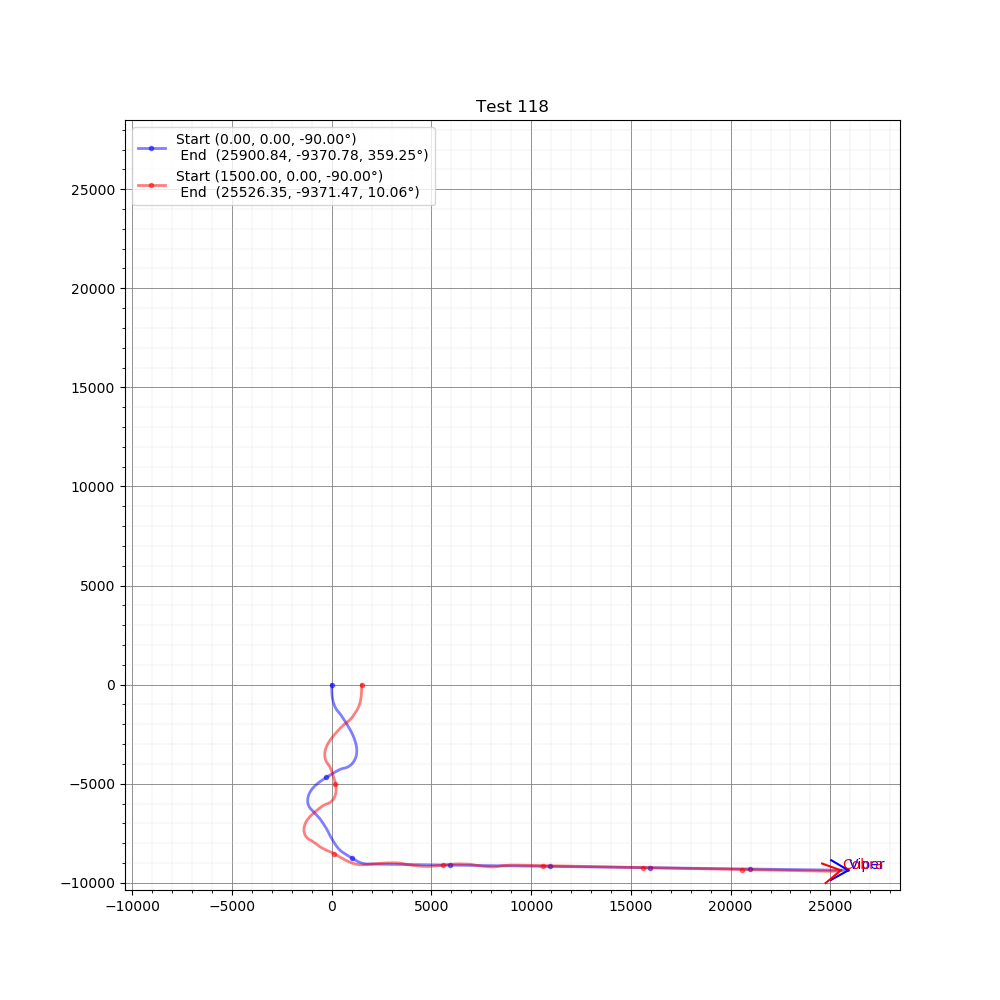 Test 118
Start (0.00, 0.00, -90.00°)
End (25900.84, -9370.78, 359.25°)
Start (1500.00, 0.00, -90.00°)
End (25526.35, -9371.47, 10.06°)
25000
20000
15000
10000
5000
0
−5000
−10000
Cobra
Viper
−10000 −5000 0 5000 10000 15000 20000 25000